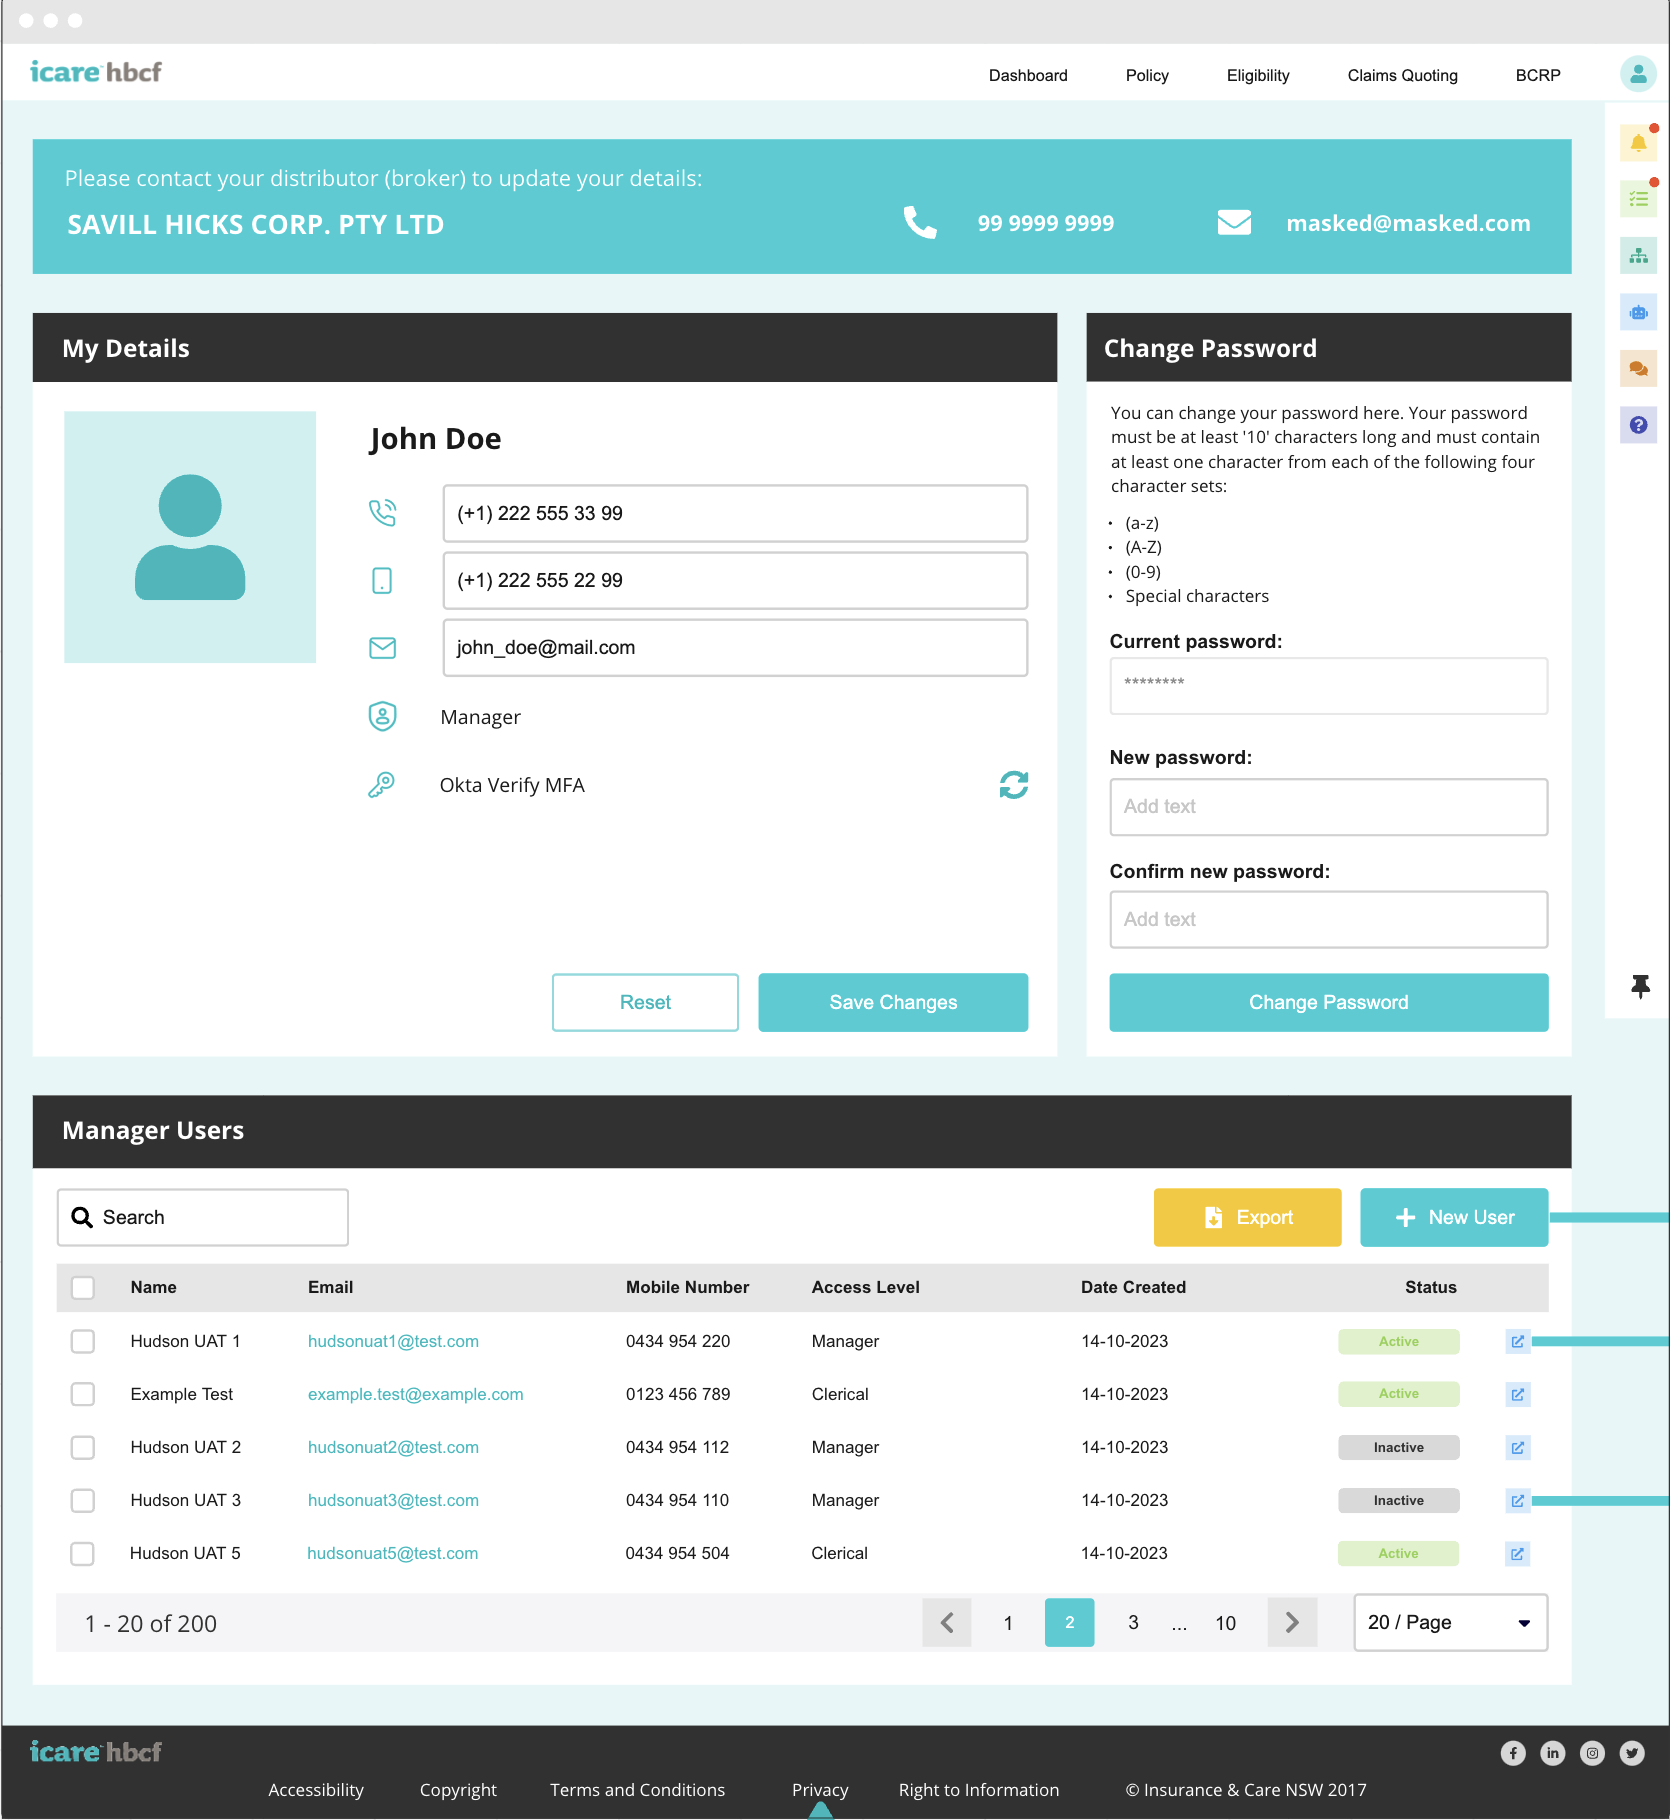 icare™ hbcf
Dashboard Policy Eligibility Claims Quoting BCRP
Please contact your distributor (broker) to update your details:
SAVILL HICKS CORP. PTY LTD 99 9999 9999 masked@masked.com
My Details
John Doe
(+1) 222 555 33 99
(+1) 222 555 22 99
john_doe@mail.com
Manager
Okta Verify MFA
Reset Save Changes
Change Password
You can change your password here. Your password
must be at least '10' characters long and must contain
at least one character from each of the following four
character sets:
• (a-z)
• (A-Z)
• (0-9)
• Special characters
Current password:
********
New password:
Add text
Confirm new password:
Add text
Change Password
Manager Users
Search Export New User
Name Email Mobile Number Access Level Date Created Status
Hudson UAT 1 hudsonuat1@test.com 0434 954 220 Manager 14-10-2023 Active
Example Test example.test@example.com 0123 456 789 Clerical 14-10-2023 Active
Hudson UAT 2 hudsonuat2@test.com 0434 954 112 Manager 14-10-2023 Inactive
Hudson UAT 3 hudsonuat3@test.com 0434 954 110 Manager 14-10-2023 Inactive
Hudson UAT 5 hudsonuat5@test.com 0434 954 504 Clerical 14-10-2023 Active
1 - 20 of 200 1 2 3 ... 10 20 / Page
icare™ hbcf
Accessibility Copyright Terms and Conditions Privacy Right to Information © Insurance & Care NSW 2017